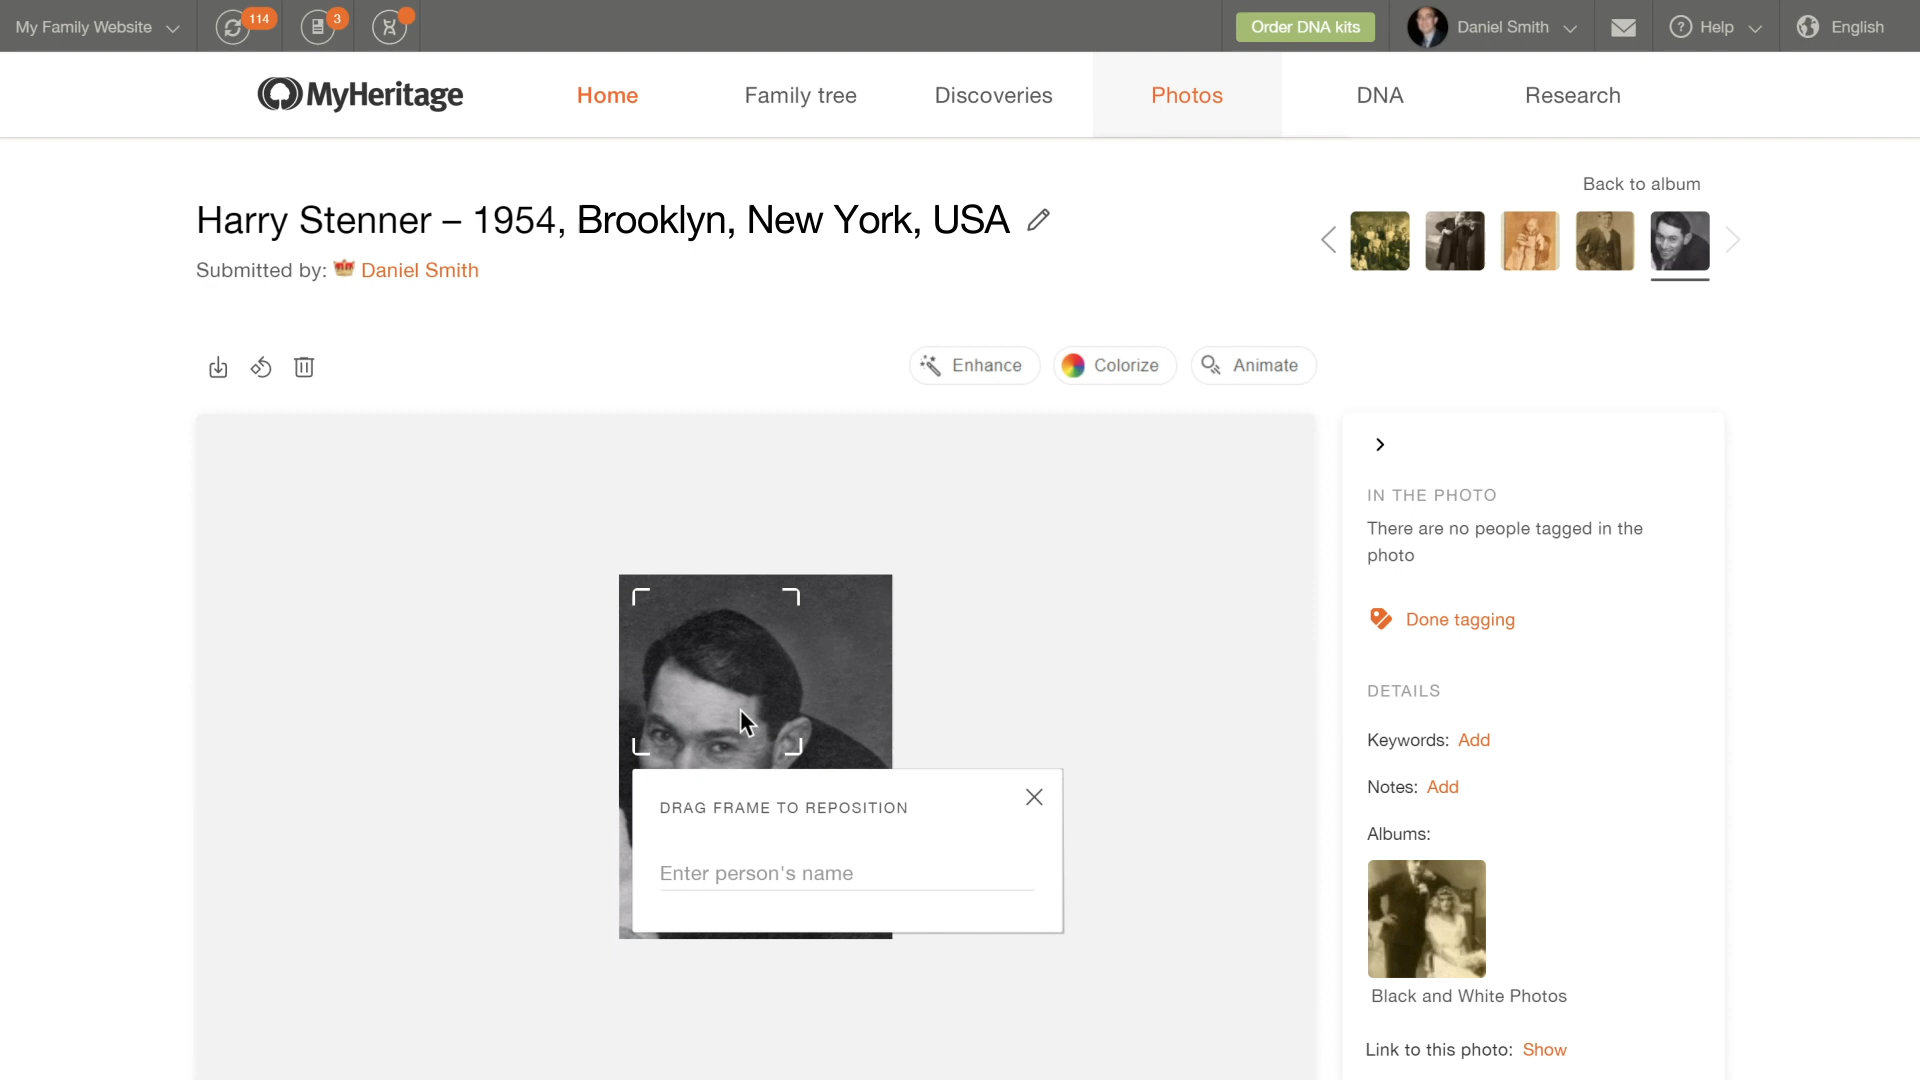 My Family Website
114
3
Order DNA kits
Daniel Smith
Help
English
MyHeritage
Home
Family tree
Discoveries
Photos
DNA
Research
Back to album
Harry Stenner – 1954, Brooklyn, New York, USA
Submitted by: Daniel Smith
Enhance
Colorize
Animate
IN THE PHOTO
There are no people tagged in the
photo
Done tagging
DETAILS
Keywords: Add
Notes: Add
Albums:
Black and White Photos
Link to this photo: Show
DRAG FRAME TO REPOSITION
Enter person's name